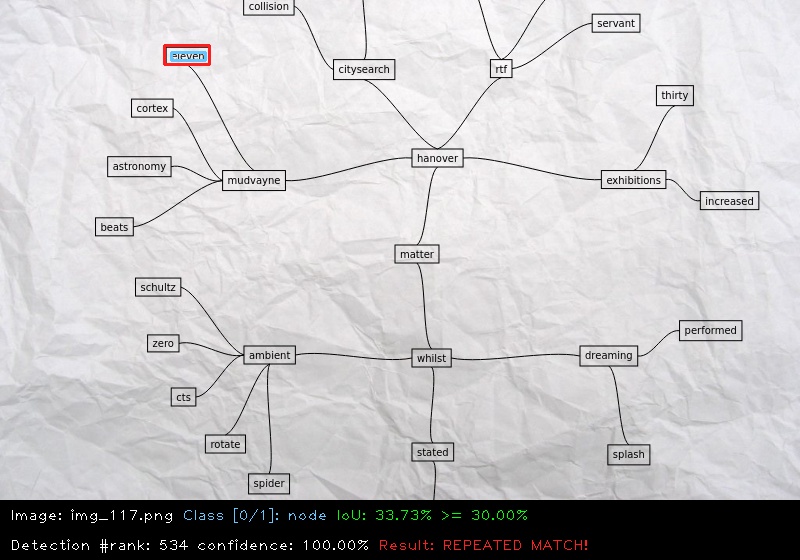 collision
servant
eleven
citysearch
rtf
thirty
cortex
hanover
astronomy
mudvayne
exhibitions
increased
beats
matter
schultz
performed
zero
ambient
whilst
dreaming
cts
rotate
stated
splash
spider
Image: img_117.png Class [0/1]: node IoU: 33.73% >= 30.00%
Detection #rank: 534 confidence: 100.00% Result: REPEATED MATCH!